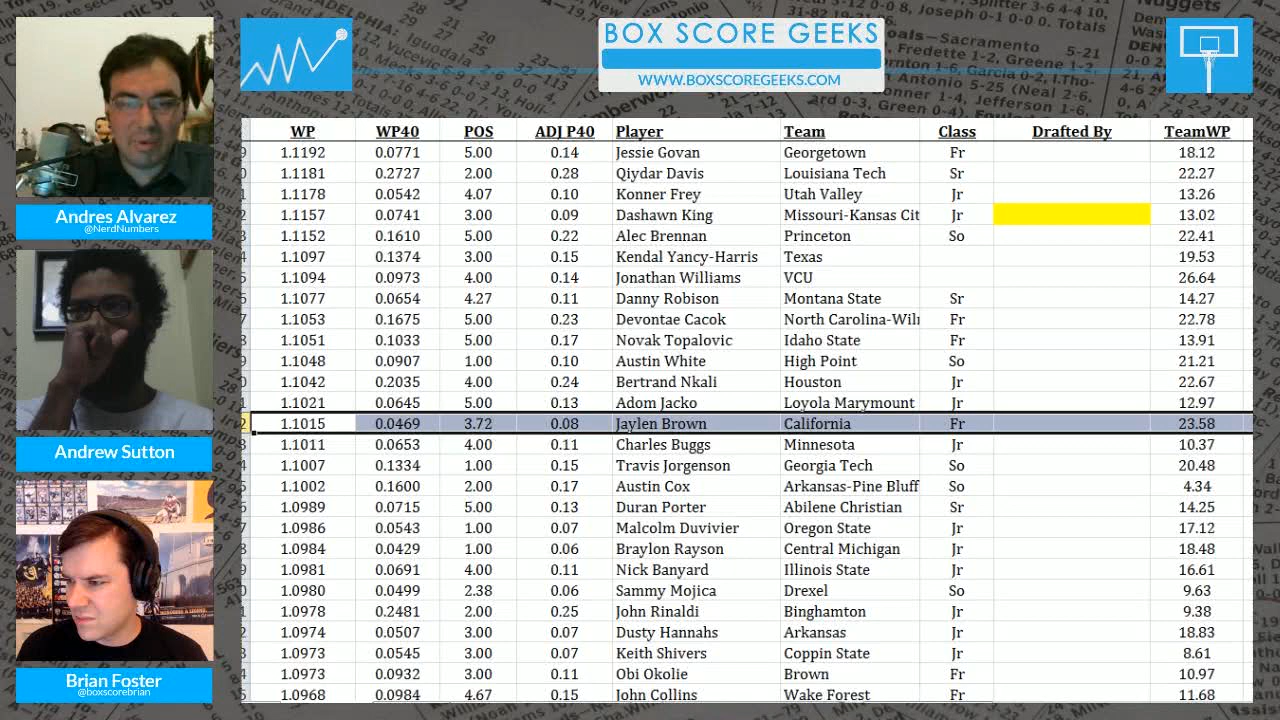 BOX SCORE GEEKS
WWW.BOXSCOREGEEKS.COM
Andres Alvarez
@NerdNumbers
Andrew Sutton
Brian Foster
@boxscorebrian
WP WP40 POS ADJ P40 Player Team Class Drafted By TeamWP
1.1192 0.0771 5.00 0.14 Jessie Govan Georgetown Fr 18.12
1.1181 0.2727 2.00 0.28 Qiydar Davis Louisiana Tech Sr 22.27
1.1178 0.0542 4.07 0.10 Konner Frey Utah Valley Jr 13.26
1.1157 0.0741 3.00 0.09 Dashawn King Missouri-Kansas Cit Jr 13.02
1.1152 0.1610 5.00 0.22 Alec Brennan Princeton So 22.41
1.1097 0.1374 3.00 0.15 Kendal Yancy-Harris Texas 19.53
1.1094 0.0973 4.00 0.14 Jonathan Williams VCU 26.64
1.1077 0.0654 4.27 0.11 Danny Robison Montana State Sr 14.27
1.1053 0.1675 5.00 0.23 Devontae Cacok North Carolina-Wiln Fr 22.78
1.1051 0.1033 5.00 0.17 Novak Topalovic Idaho State Fr 13.91
1.1048 0.0907 1.00 0.10 Austin White High Point So 21.21
1.1042 0.2035 4.00 0.24 Bertrand Nkali Houston Jr 22.67
1.1021 0.0645 5.00 0.13 Adom Jacko Loyola Marymount Jr 12.97
1.1015 0.0469 3.72 0.08 Jaylen Brown California Fr 23.58
1.1011 0.0653 4.00 0.11 Charles Buggs Minnesota Jr 10.37
1.1007 0.1334 1.00 0.15 Travis Jorgenson Georgia Tech So 20.48
1.1002 0.1600 2.00 0.17 Austin Cox Arkansas-Pine Bluff So 4.34
1.0989 0.0715 5.00 0.13 Duran Porter Abilene Christian Sr 14.25
1.0986 0.0543 1.00 0.07 Malcolm Duvivier Oregon State Jr 17.12
1.0984 0.0429 1.00 0.06 Braylon Rayson Central Michigan Jr 18.48
1.0981 0.0691 4.00 0.11 Nick Banyard Illinois State Jr 16.61
1.0980 0.0499 2.38 0.06 Sammy Mojica Drexel So 9.63
1.0978 0.2481 2.00 0.25 John Rinaldi Binghamton Jr 9.38
1.0974 0.0507 3.00 0.07 Dusty Hannahs Arkansas Jr 18.83
1.0973 0.0545 3.00 0.07 Keith Shivers Coppin State Jr 8.61
1.0973 0.0932 3.00 0.11 Obi Okolie Brown Fr 10.97
1.0968 0.0984 4.67 0.15 John Collins Wake Forest Fr 11.68